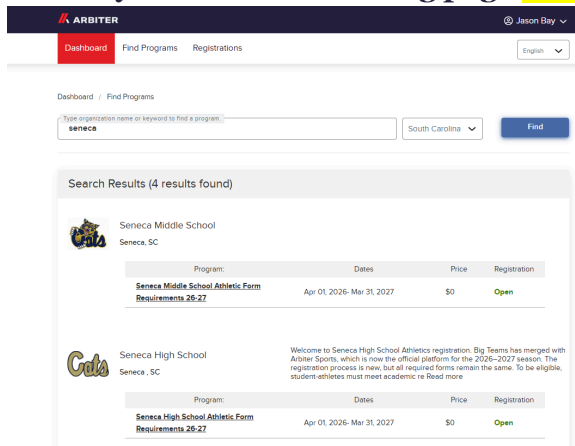 ARBITER
Jason Bay
Dashboard Find Programs Registrations
English
Dashboard / Find Programs
Type organization name or keyword to find a program.
seneca
South Carolina
Find
Search Results (4 results found)
Cats
Seneca Middle School
Seneca, SC
Program: Dates Price Registration
Seneca Middle School Athletic Form
Requirements 26-27
Apr 01, 2026- Mar 31, 2027 $0 Open
Cats
Seneca High School
Seneca , SC
Welcome to Seneca High School Athletics registration. Big Teams has merged with
Arbiter Sports, which is now the official platform for the 2026–2027 season. The
registration process is new, but all required forms remain the same. To be eligible,
student-athletes must meet academic re Read more
Program: Dates Price Registration
Seneca High School Athletic Form
Requirements 26-27
Apr 01, 2026- Mar 31, 2027 $0 Open